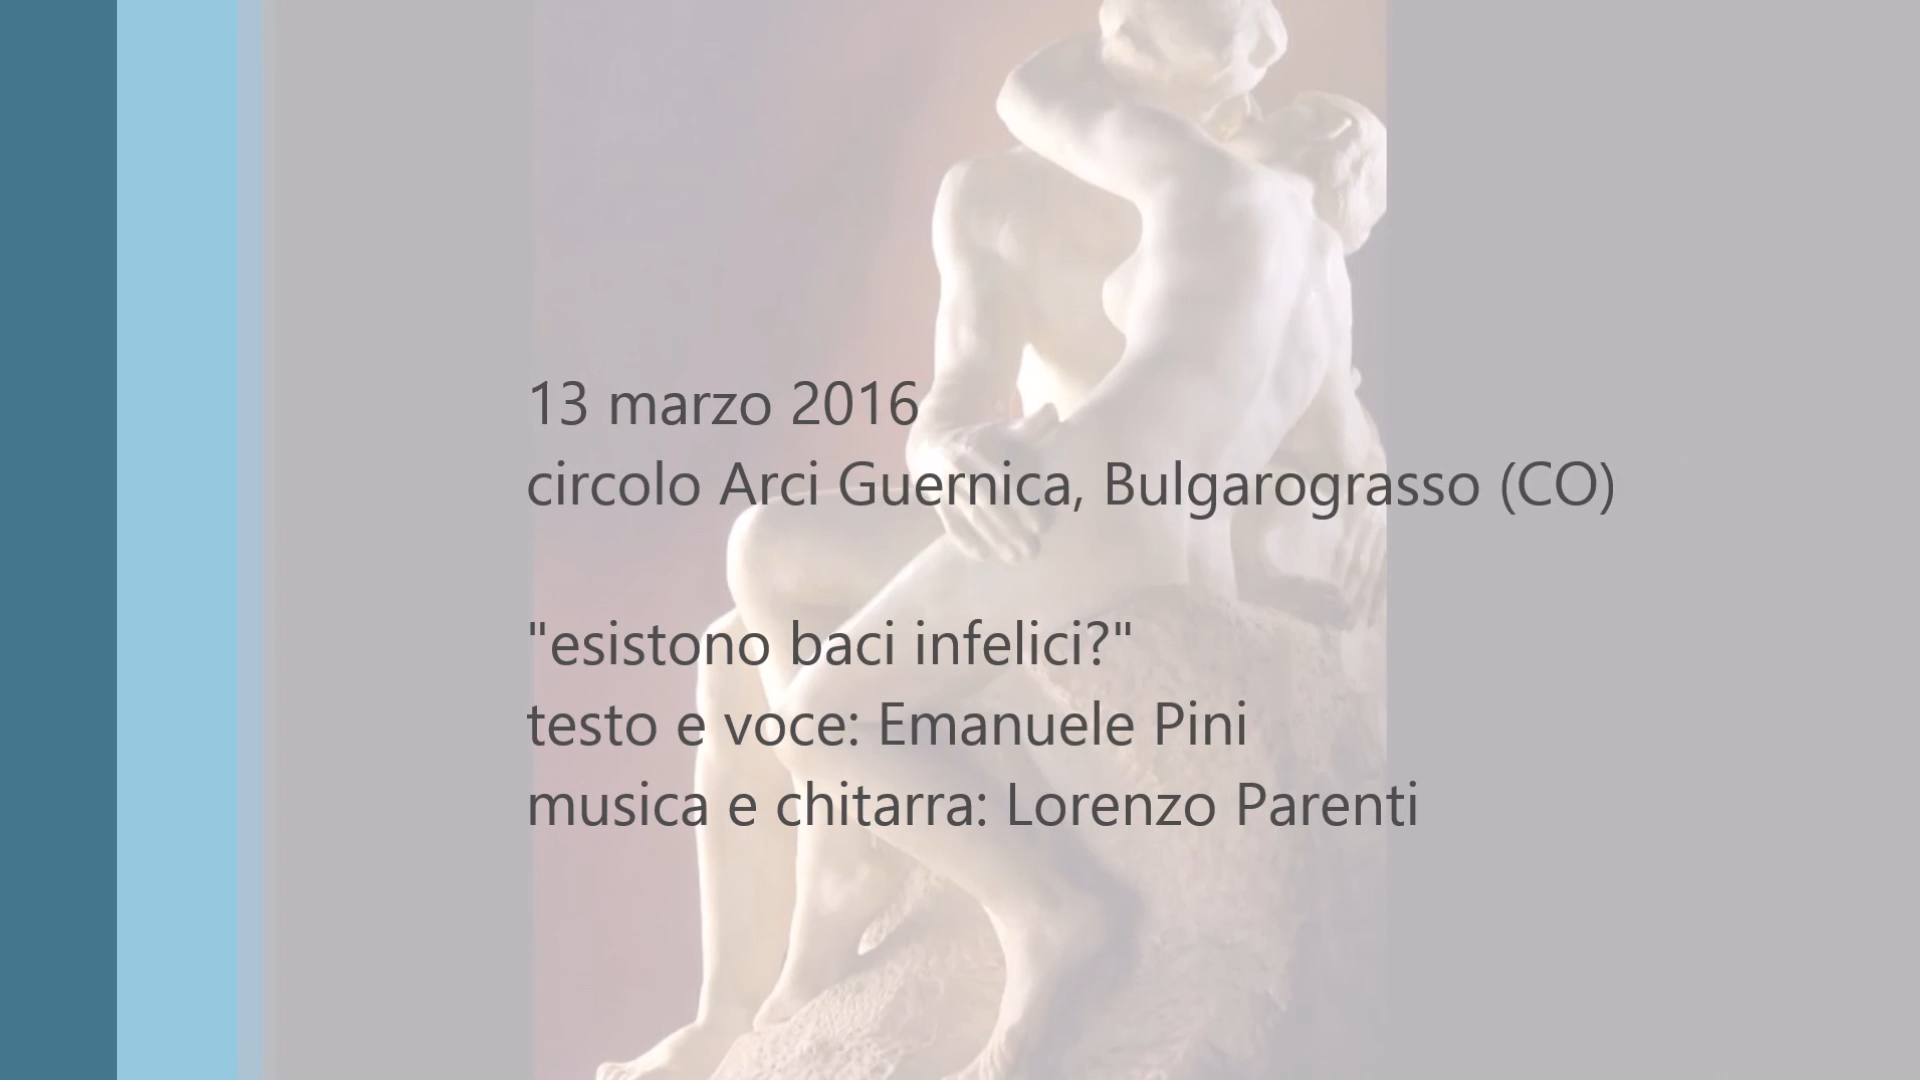 13 marzo 2016
circolo Arci Guernica, Bulgarograsso (CO)
"esistono baci infelici?"
testo e voce: Emanuele Pini
musica e chitarra: Lorenzo Parenti